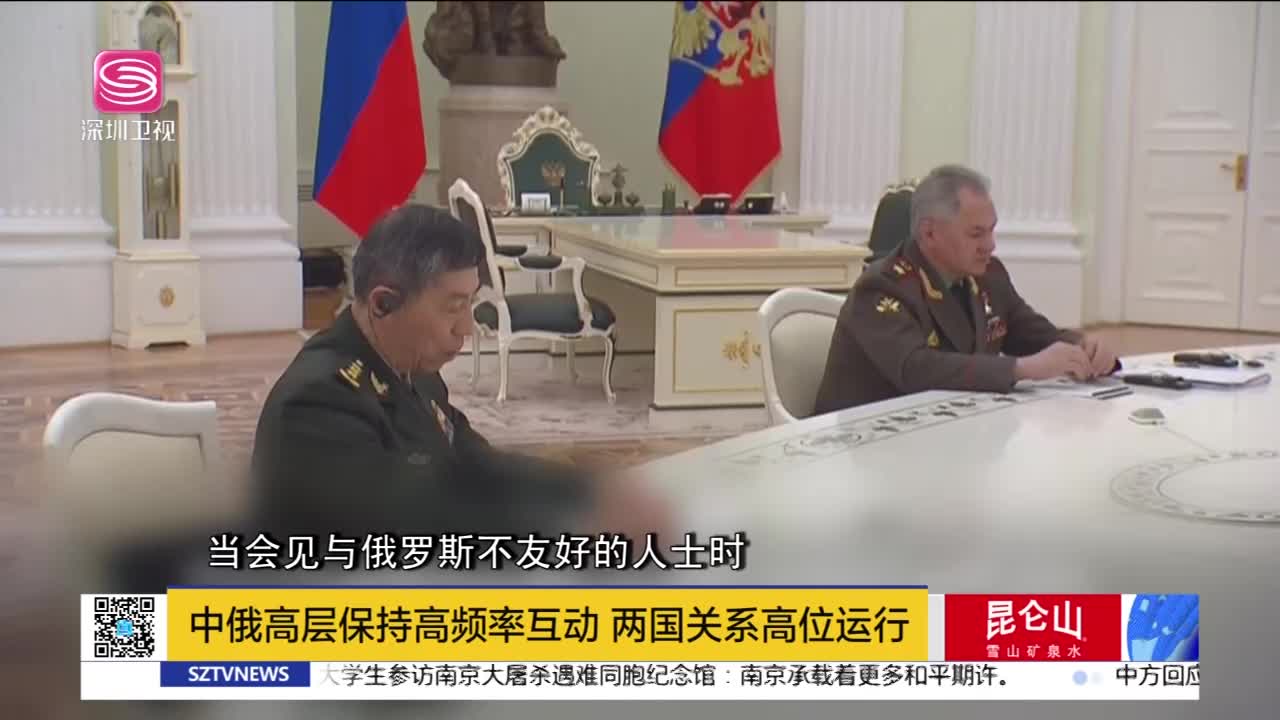 深圳卫视
当会见与俄罗斯不友好的人士时
中俄高层保持高频率互动 两国关系高位运行
昆仑山
雪山矿泉水
SZTVNEWS
大学生参访南京大屠杀遇难同胞纪念馆：南京承载着更多和平期许。
中方回应